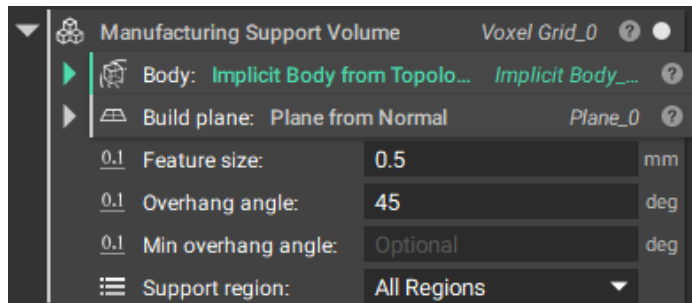 Manufacturing Support Volume Voxel Grid_0 ?
Body: Implicit Body from Topolo... Implicit Body_... ?
Build plane: Plane from Normal Plane_0 ?
0.1 Feature size: 0.5 mm
0.1 Overhang angle: 45 deg
0.1 Min overhang angle: Optional deg
Support region: All Regions